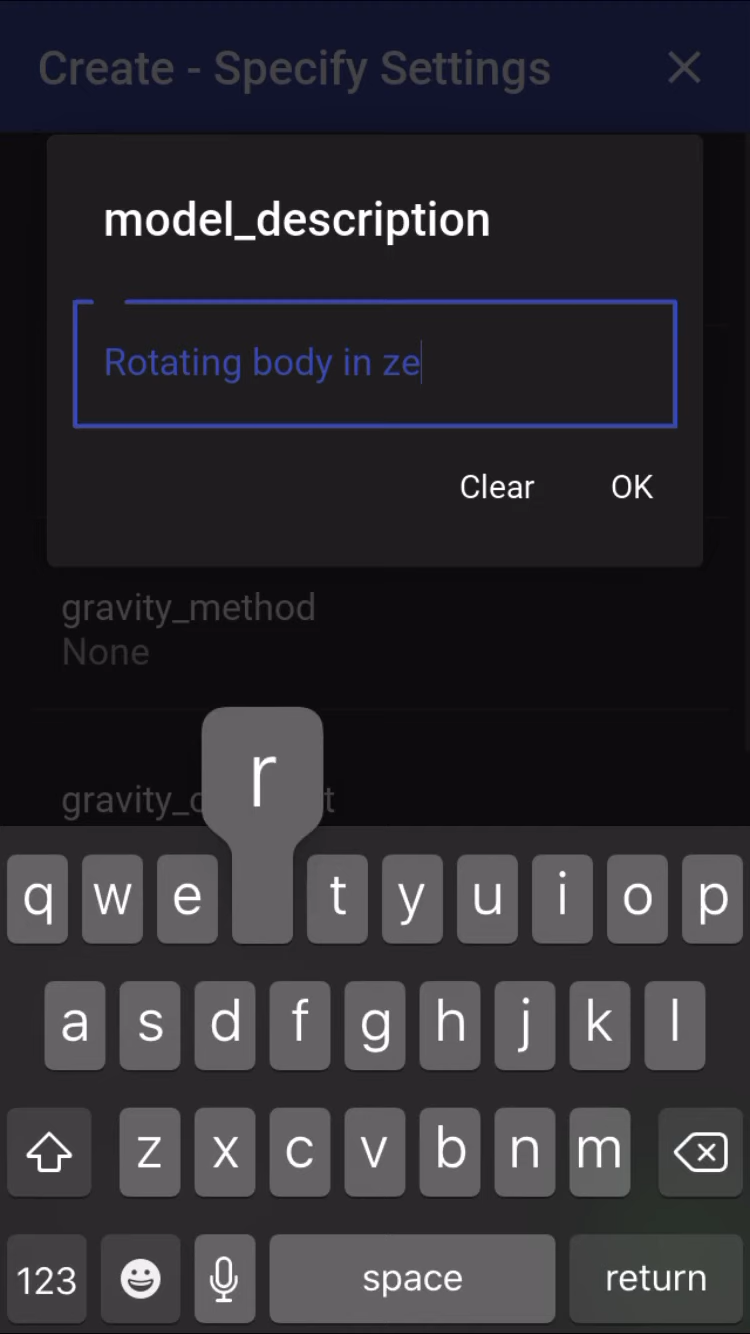 Create - Specify Settings
model_description
Rotating body in ze
Clear OK
gravity_method
None
r
q w e t y u i o p
a s d f g h j k l
z x c v b n m
123 space return